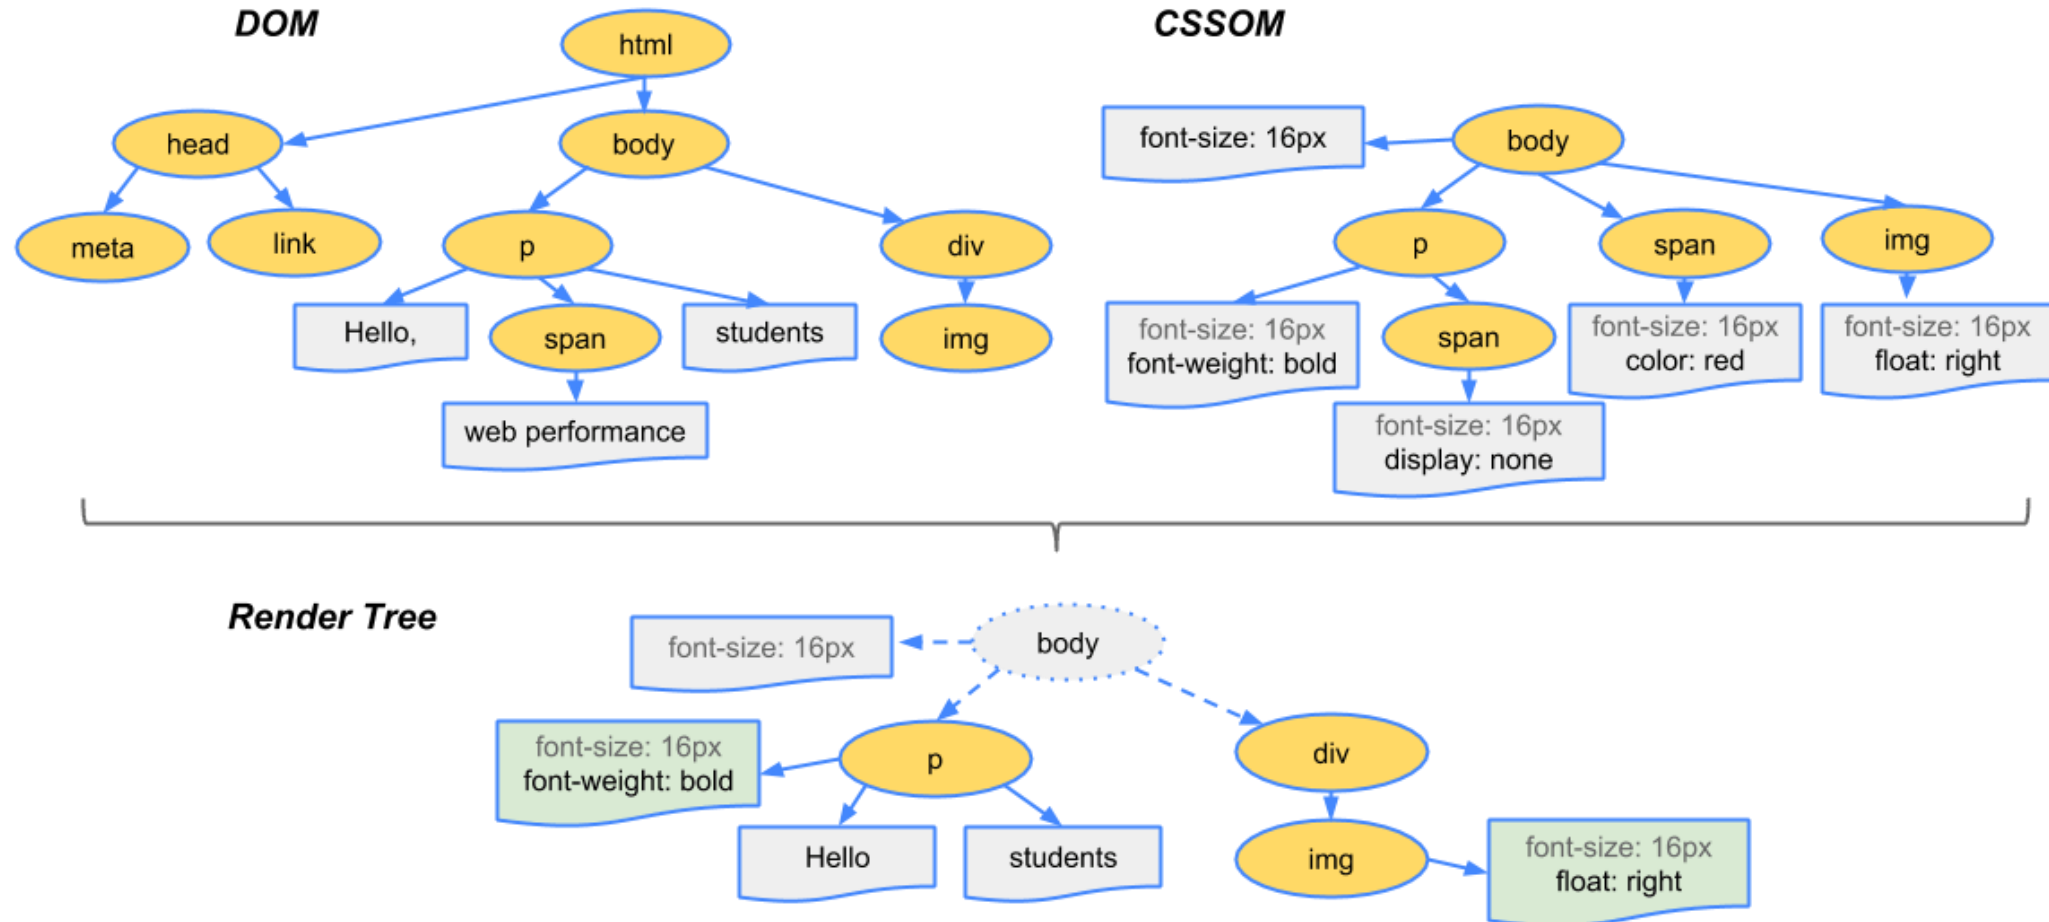 DOM
CSSOM
html
head
body
meta
link
p
div
Hello,
span
students
img
web performance
font-size: 16px
body
p
span
img
font-size: 16px
font-weight: bold
span
font-size: 16px
color: red
font-size: 16px
float: right
font-size: 16px
display: none
Render Tree
font-size: 16px
body
font-size: 16px
font-weight: bold
p
div
Hello
students
img
font-size: 16px
float: right